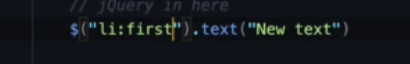 // jQuery in here
$("li:first").text("New text")